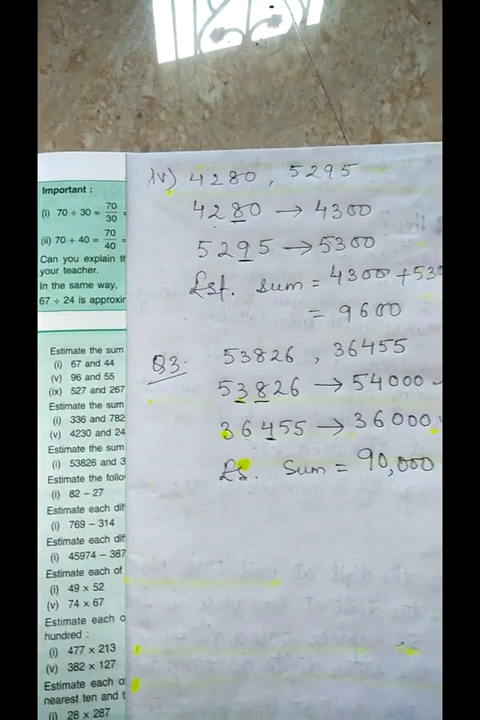 Important :
(i) 70 ÷ 30 = 70/30 =
(ii) 70 ÷ 40 = 70/40 =
Can you explain th
your teacher.
In the same way,
67 ÷ 24 is approxir
Estimate the sum
(i) 67 and 44
(v) 96 and 55
(ix) 527 and 267
Estimate the sum
(i) 336 and 782
(v) 4230 and 24
Estimate the sum
(i) 53826 and 3
Estimate the follo
(i) 82 – 27
Estimate each dif
(i) 769 – 314
Estimate each dif
(i) 45974 – 387
Estimate each of
(i) 49 x 52
(v) 74 x 67
Estimate each o
hundred :
(i) 477 x 213
(v) 382 x 127
Estimate each o
nearest ten and t
(i) 28 x 287
iv) 4280 , 5295
4280 → 4300
5295 → 5300
Est. sum = 4300 + 530
= 9600
Q3. 53826 , 36455
53826 → 54000
36455 → 36000
Es. sum = 90,000